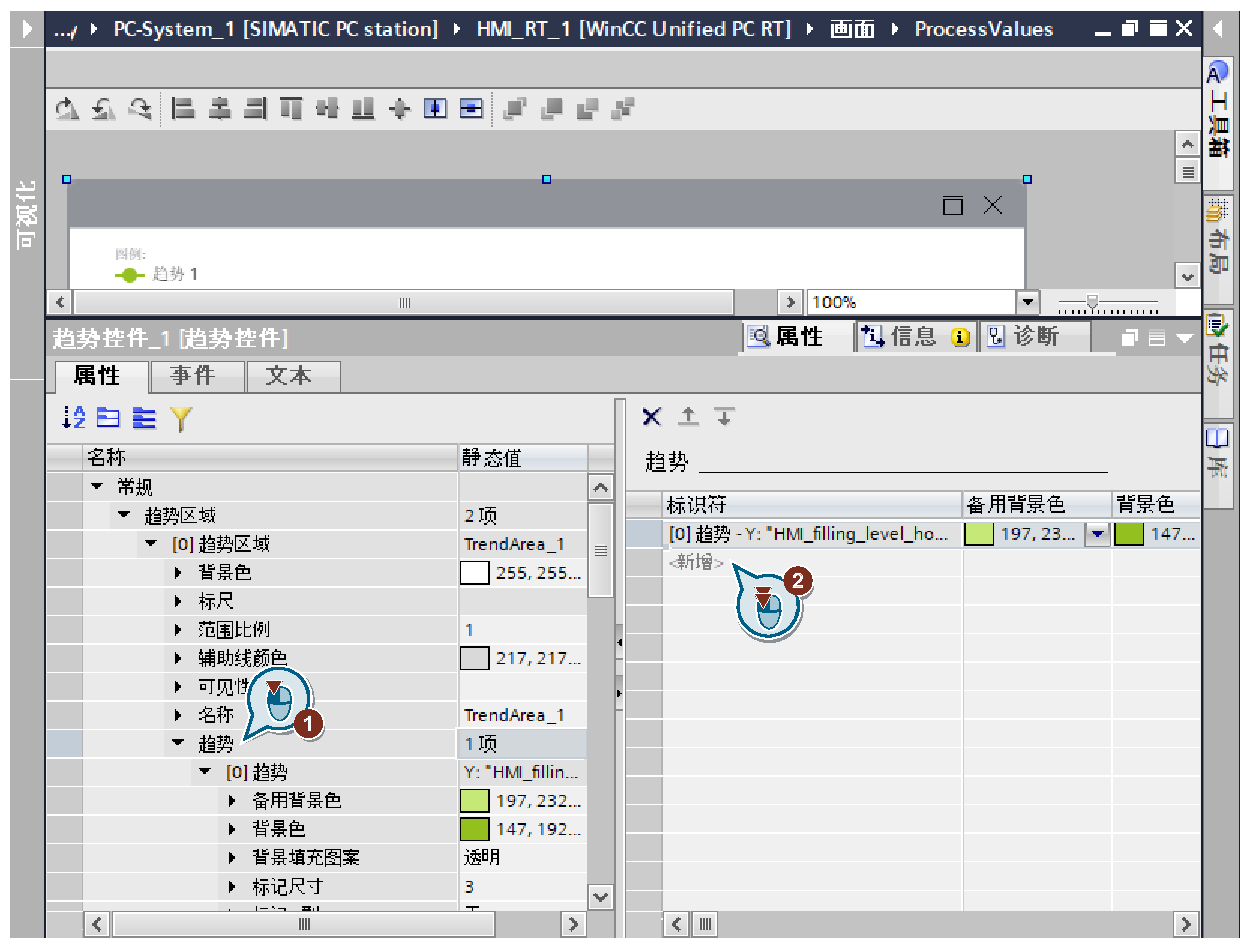 .../ ▸ PC-System_1 [SIMATIC PC station] ▸ HMI_RT_1 [WinCC Unified PC RT] ▸ 画面 ▸ ProcessValues
工具箱
可视化
布局
图例:
趋势 1
100%
趋势控件_1 [趋势控件]
属性 信息 诊断
任务
属性 事件 文本
库
名称 静态值
常规
趋势区域 2 项
[0] 趋势区域 TrendArea_1
背景色 255, 255...
标尺
范围比例 1
辅助线颜色 217, 217...
可见性
名称 TrendArea_1
1
趋势 1 项
[0] 趋势 Y: "HMI_fillin...
备用背景色 197, 232...
背景色 147, 192...
背景填充图案 透明
标记尺寸 3
趋势
标识符 备用背景色 背景色
[0] 趋势 - Y: "HMI_filling_level_ho... 197, 23... 147...
<新增>
2